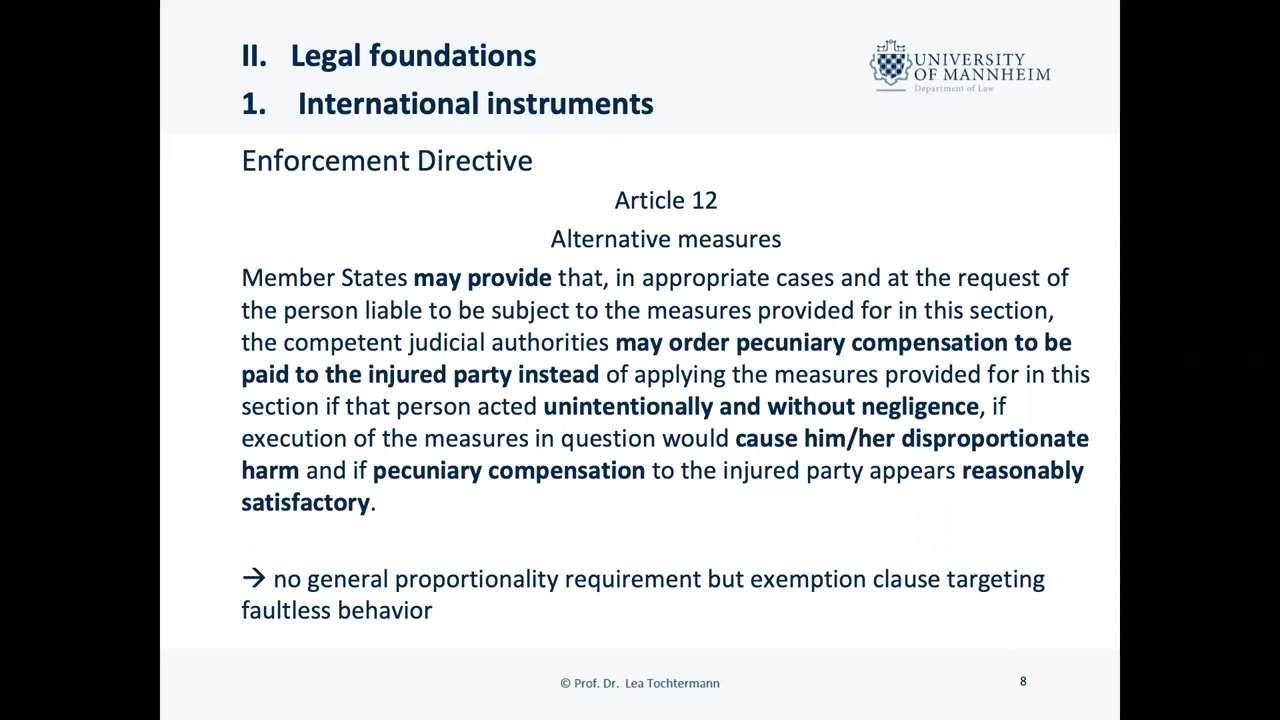 II. Legal foundations
1. International instruments
UNIVERSITY
OF MANNHEIM
Department of Law
Enforcement Directive
Article 12
Alternative measures
Member States may provide that, in appropriate cases and at the request of
the person liable to be subject to the measures provided for in this section,
the competent judicial authorities may order pecuniary compensation to be
paid to the injured party instead of applying the measures provided for in this
section if that person acted unintentionally and without negligence, if
execution of the measures in question would cause him/her disproportionate
harm and if pecuniary compensation to the injured party appears reasonably
satisfactory.
→ no general proportionality requirement but exemption clause targeting
faultless behavior
© Prof. Dr. Lea Tochtermann
8